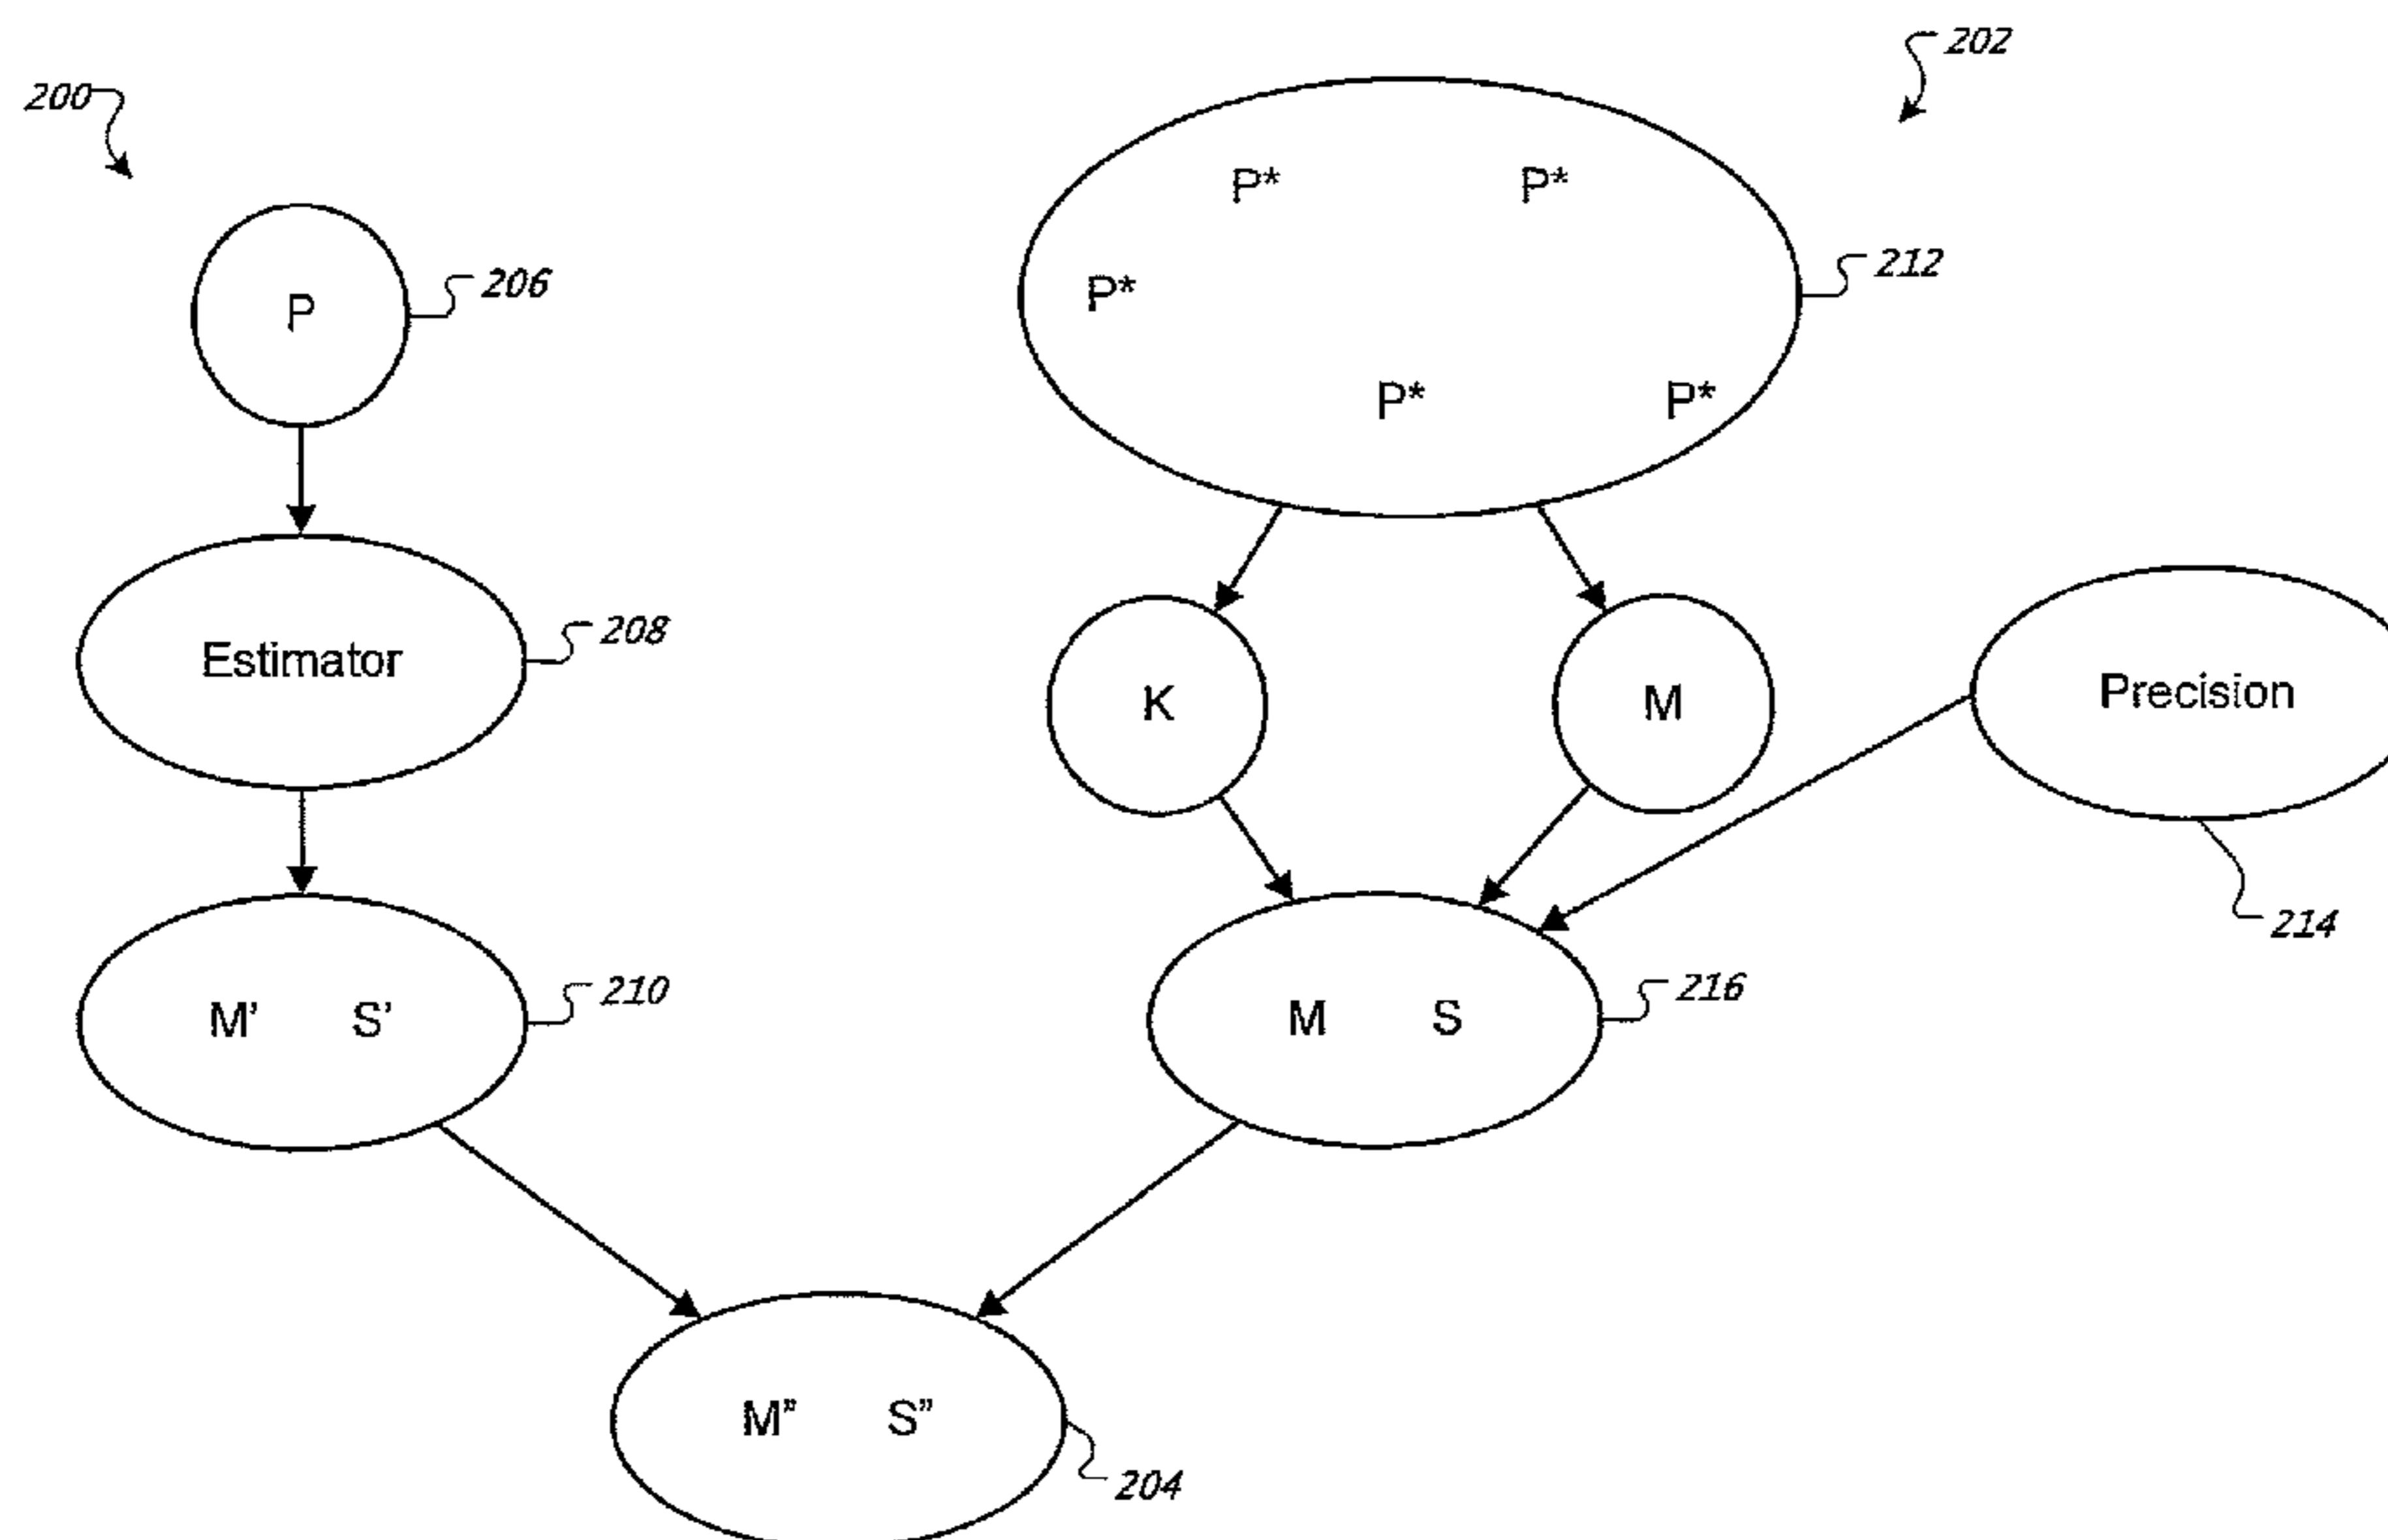 202
200
P* P*
212
206
P
P*
P* P*
208
Estimator
Precision
K M
214
210
216
M' S'
M S
M" S"
204